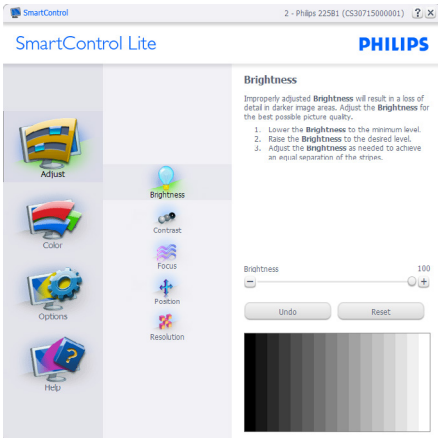 SmartControl
2 - Philips 225B1 (CS30715000001)
SmartControl Lite
PHILIPS
Adjust
Color
Options
Help
Brightness
Contrast
Focus
Position
Resolution
Brightness
Improperly adjusted Brightness will result in a loss of
detail in darker image areas. Adjust the Brightness for
the best possible picture quality.
1. Lower the Brightness to the minimum level.
2. Raise the Brightness to the desired level.
3. Adjust the Brightness as needed to achieve
an equal separation of the stripes.
Brightness 100
Undo Reset